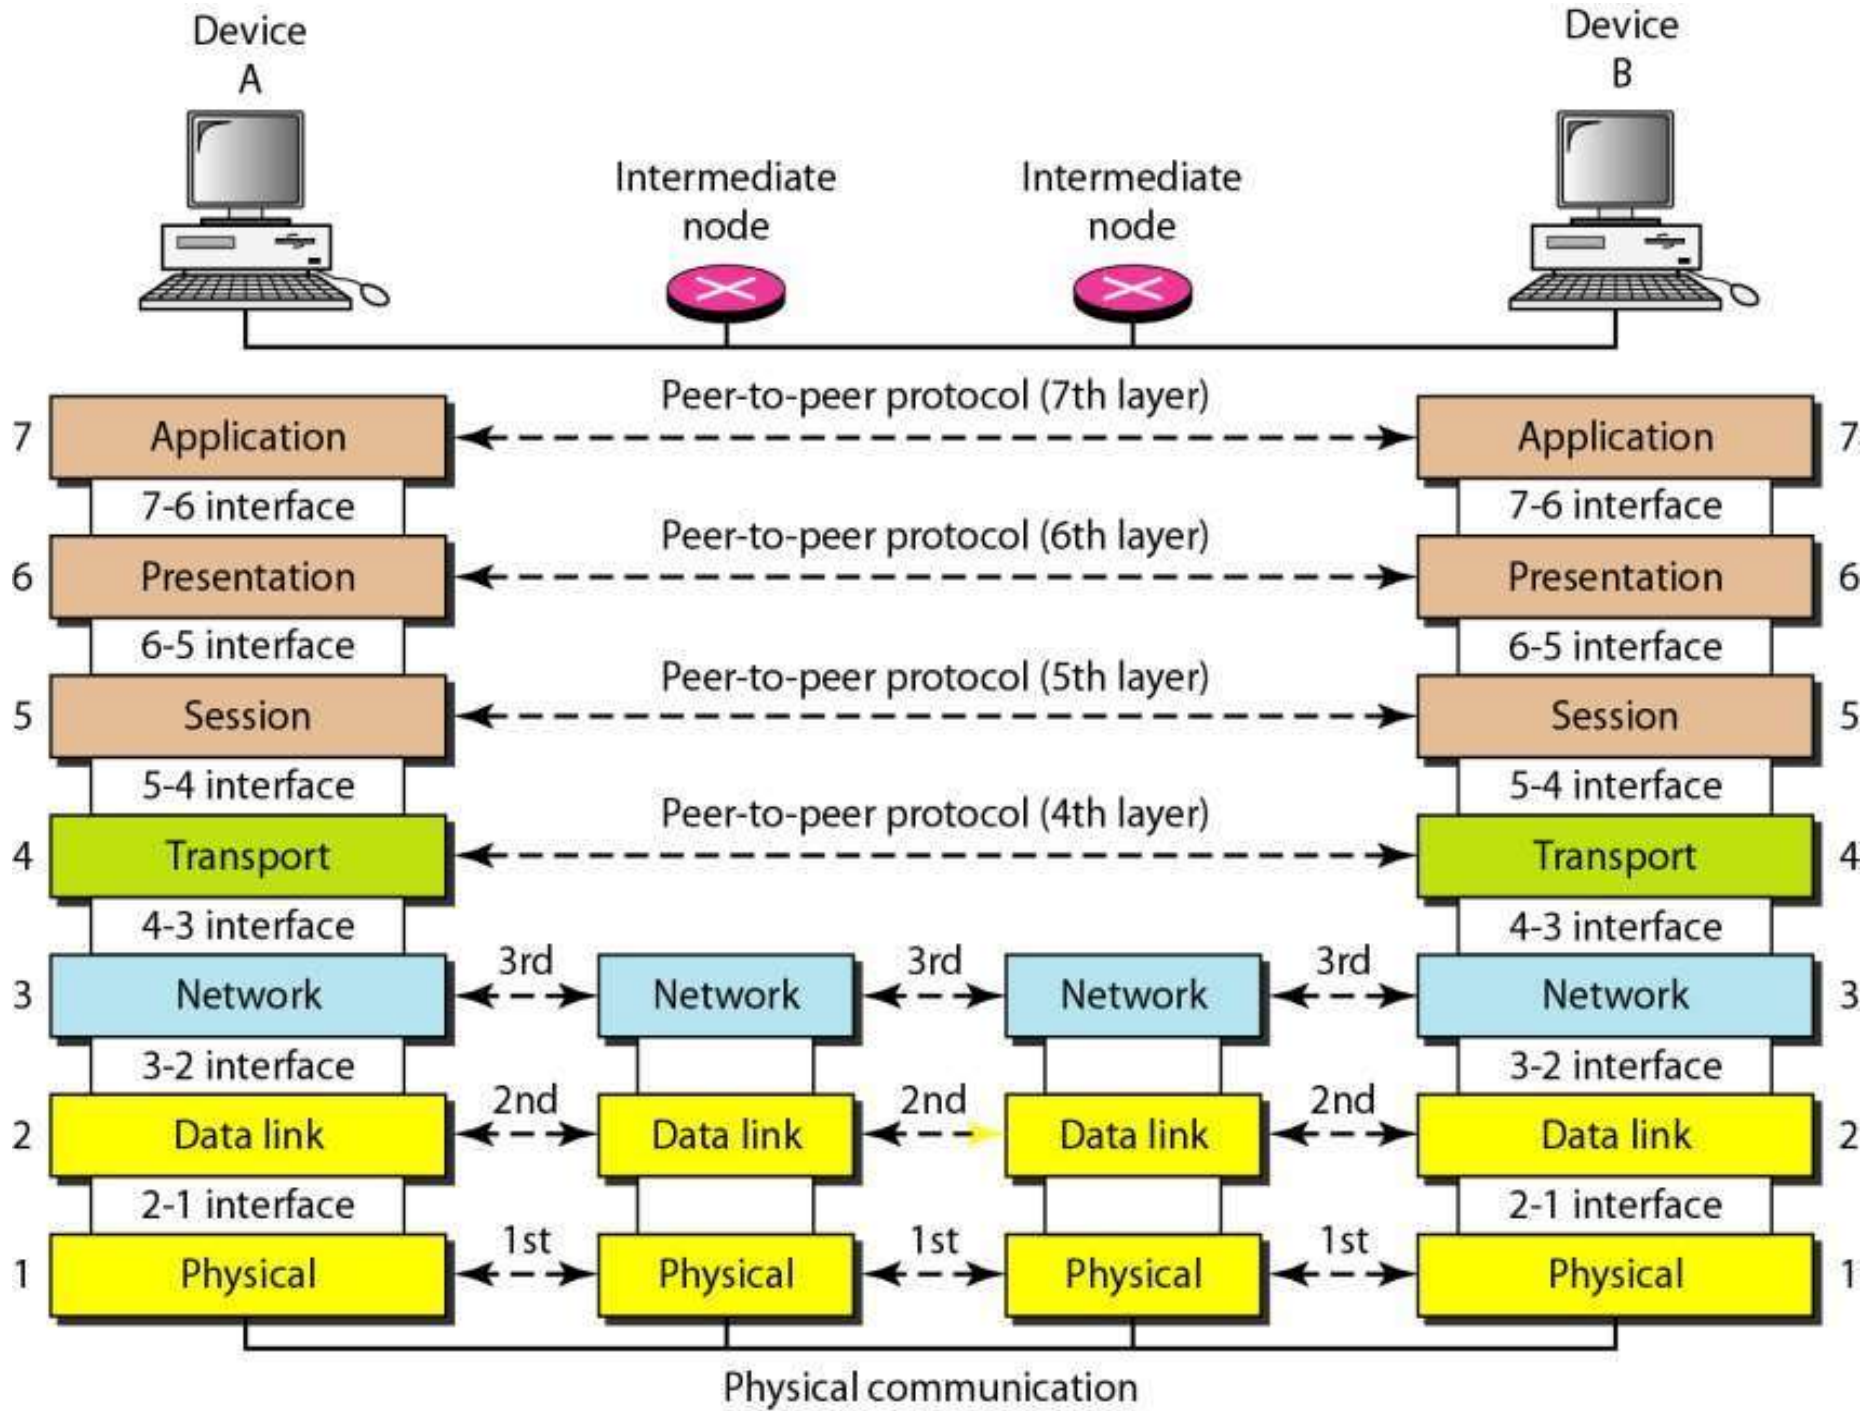 Device
A
Device
B
Intermediate
node
Intermediate
node
Peer-to-peer protocol (7th layer)
7 Application Application 7
7-6 interface 7-6 interface
Peer-to-peer protocol (6th layer)
6 Presentation Presentation 6
6-5 interface 6-5 interface
Peer-to-peer protocol (5th layer)
5 Session Session 5
5-4 interface 5-4 interface
Peer-to-peer protocol (4th layer)
4 Transport Transport 4
4-3 interface 4-3 interface
3rd 3rd 3rd
3 Network Network Network Network 3
3-2 interface 3-2 interface
2nd 2nd 2nd
2 Data link Data link Data link Data link 2
2-1 interface 2-1 interface
1st 1st 1st
1 Physical Physical Physical Physical 1
Physical communication